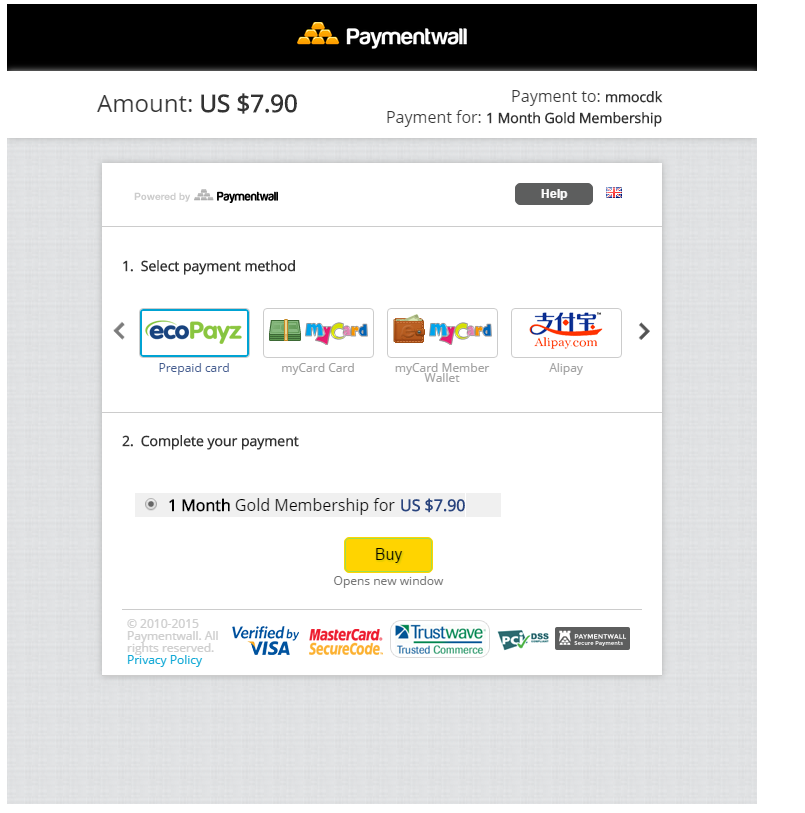 Paymentwall
Amount: US $7.90
Payment to: mmocdk
Payment for: 1 Month Gold Membership
Powered by Paymentwall
Help
1. Select payment method
ecoPayz
MyCard
MyCard
支付宝™
Alipay.com
Prepaid card
myCard Card
myCard Member
Wallet
Alipay
2. Complete your payment
1 Month Gold Membership for US $7.90
Buy
Opens new window
© 2010-2015
Paymentwall. All
rights reserved.
Privacy Policy
Verified by
VISA
MasterCard.
SecureCode.
Trustwave®
Trusted Commerce
PCI DSS
COMPLIANT
PAYMENTWALL
Secure Payments